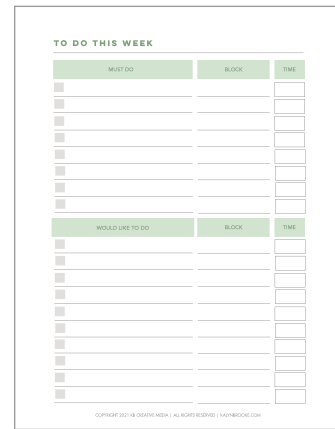 TO DO THIS WEEK
MUST DO BLOCK TIME
WOULD LIKE TO DO BLOCK TIME
COPYRIGHT 2021 KB CREATIVE MEDIA | ALL RIGHTS RESERVED | KALYNBROOKE.COM